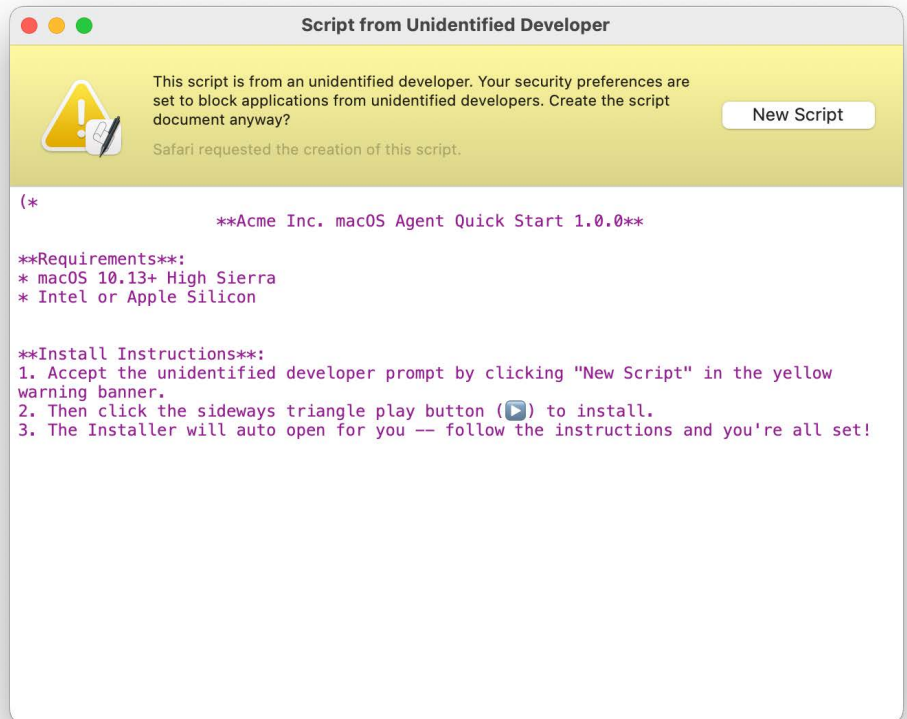 Script from Unidentified Developer
This script is from an unidentified developer. Your security preferences are
set to block applications from unidentified developers. Create the script
document anyway?
New Script
Safari requested the creation of this script.
(*
**Acme Inc. macOS Agent Quick Start 1.0.0**
**Requirements**:
* macOS 10.13+ High Sierra
* Intel or Apple Silicon
**Install Instructions**:
1. Accept the unidentified developer prompt by clicking "New Script" in the yellow
warning banner.
2. Then click the sideways triangle play button (▶️) to install.
3. The Installer will auto open for you -- follow the instructions and you're all set!